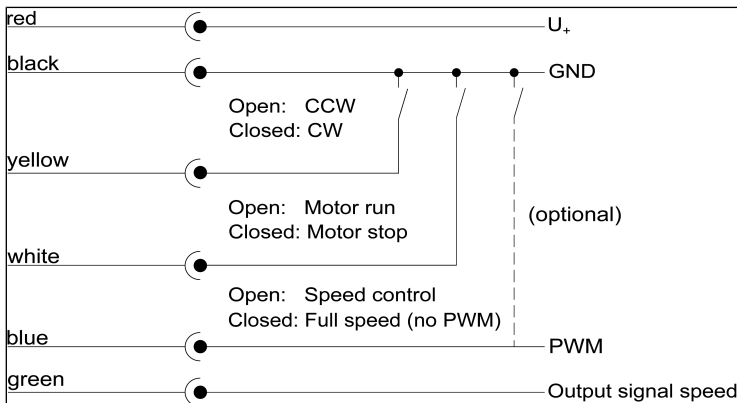 red
U+
black
GND
Open: CCW
Closed: CW
yellow
Open: Motor run
Closed: Motor stop
(optional)
white
Open: Speed control
Closed: Full speed (no PWM)
blue
PWM
green
Output signal speed